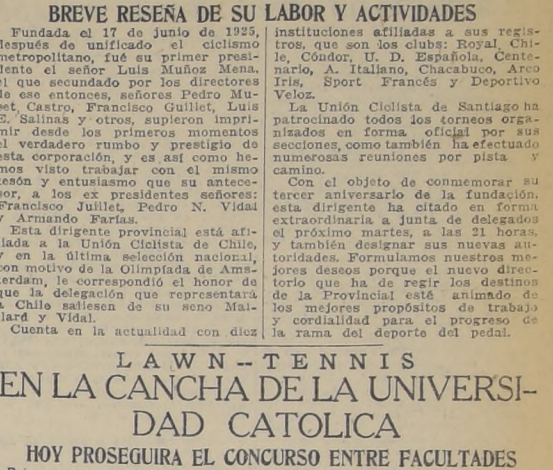 BREVE RESEÑA DE SU LABOR Y ACTIVIDADES
Fundada el 17 de junio de 1925,
después de unificado el ciclismo
metropolitano, fué su primer presi-
dente el señor Luis Muñoz Mena,
el que secundado por los directores
de ese entonces, señores Pedro Mu-
set, Castro, Francisco Guillet, Luis
E. Salinas y otros, supieron impri-
mir desde los primeros momentos
el verdadero rumbo y prestigio de
esta corporación, y es así como he-
mos visto trabajar con el mismo
tesón y entusiasmo que su antece-
sor, a los ex presidentes señores:
Francisco Juillet, Pedro N. Vidal
y Armando Farías.
Esta dirigente provincial está afi-
liada a la Unión Ciclista de Chile,
y en la última selección nacional,
con motivo de la Olimpíada de Ams-
terdam, le correspondió el honor de
que la delegación que representará
a Chile saliesen de su seno Mal-
lard y Vidal.
Cuenta en la actualidad con diez
instituciones afiliadas a sus regis-
tros, que son los clubs: Royal, Chi-
le, Cóndor, U. D. Española, Cente-
nario, A. Italiano, Chacabuco, Arco
Iris, Sport Francés y Deportivo
Veloz.
La Unión Ciclista de Santiago ha
patrocinado todos los torneos orga-
nizados en forma oficial por sus
secciones, como también ha efectuado
numerosas reuniones por pista y
camino.
Con el objeto de conmemorar su
tercer aniversario de la fundación,
esta dirigente ha citado en forma
extraordinaria a junta de delegados
el próximo martes, a las 21 horas,
y también designar sus nuevas au-
toridades. Formulamos nuestros me-
jores deseos porque el nuevo direc-
torio que ha de regir los destinos
de la Provincial esté animado de
los mejores propósitos de trabajo
y cordialidad para el progreso de
la rama del deporte del pedal.
LAWN--TENNIS
EN LA CANCHA DE LA UNIVERSI-
DAD CATOLICA
HOY PROSEGUIRA EL CONCURSO ENTRE FACULTADES